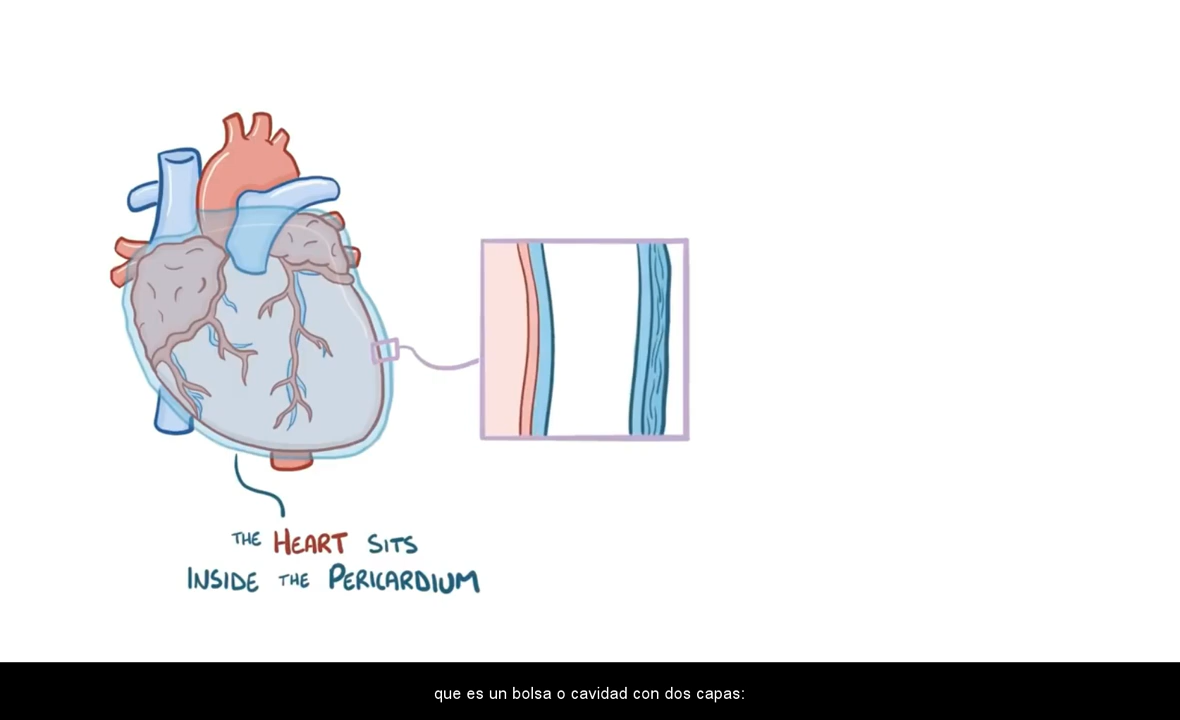 THE HEART SITS
INSIDE THE PERICARDIUM
que es un bolsa o cavidad con dos capas: